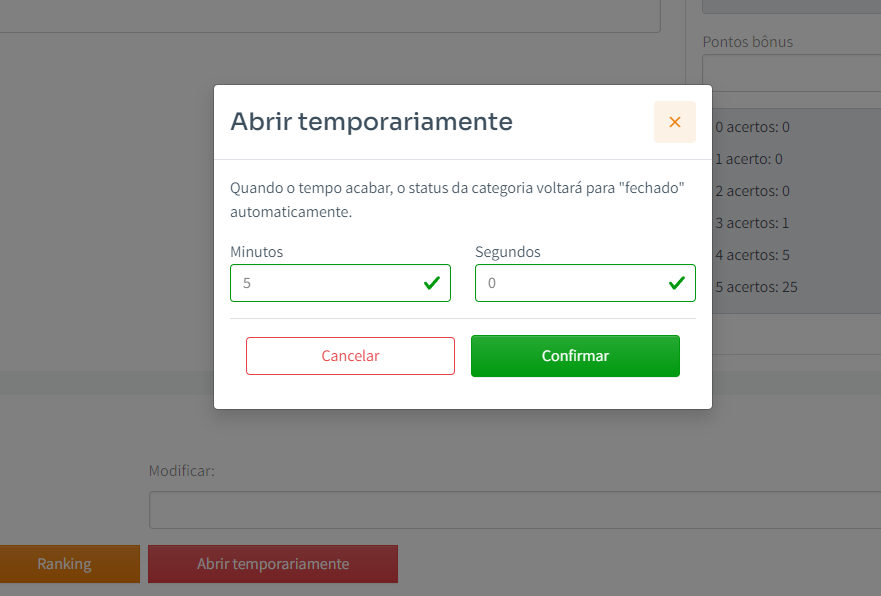 Pontos bônus
Abrir temporariamente
0 acertos: 0
1 acerto: 0
2 acertos: 0
3 acertos: 1
4 acertos: 5
5 acertos: 25
Quando o tempo acabar, o status da categoria voltará para "fechado"
automaticamente.
Minutos
Segundos
5
0
Cancelar
Confirmar
Modificar:
Ranking
Abrir temporariamente